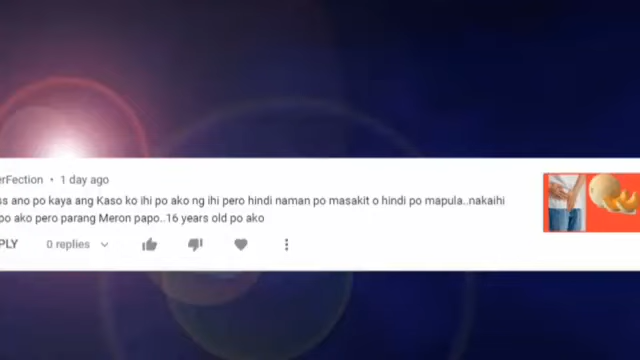 erFection • 1 day ago
ss ano po kaya ang Kaso ko ihi po ako ng ihi pero hindi naman po masakit o hindi po mapula..nakaihi
po ako pero parang Meron papo..16 years old po ako
PLY 0 replies